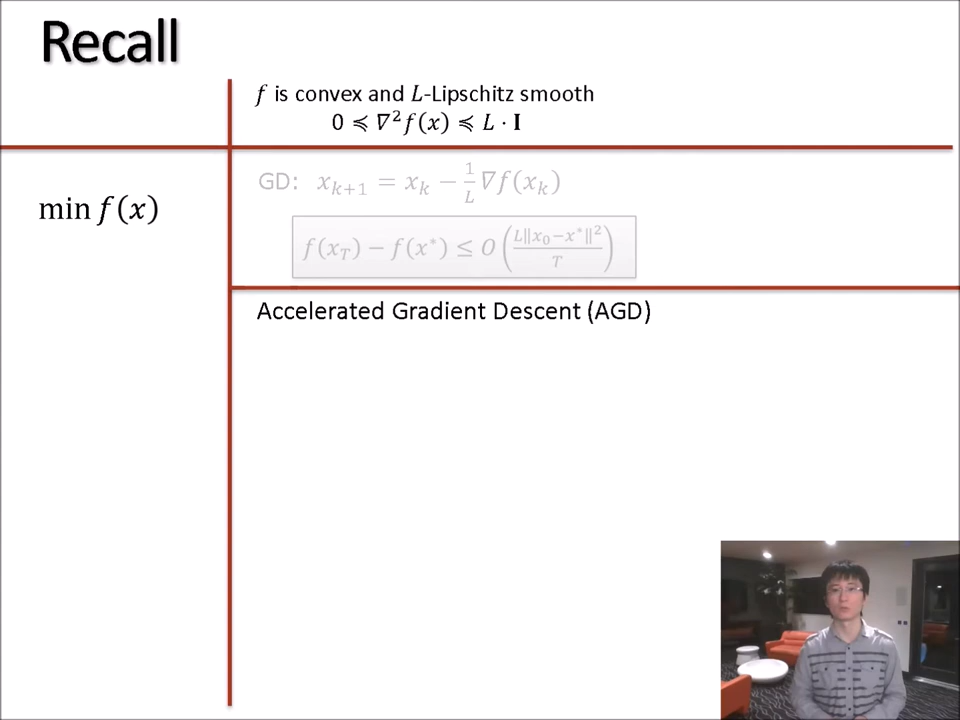 Recall
f is convex and L-Lipschitz smooth
0 ≼ ∇²f(x) ≼ L · I
min f(x)
GD: x_{k+1} = x_k − 1/L ∇f(x_k)
f(x_T) − f(x*) ≤ O(L‖x_0−x*‖²/T)
Accelerated Gradient Descent (AGD)